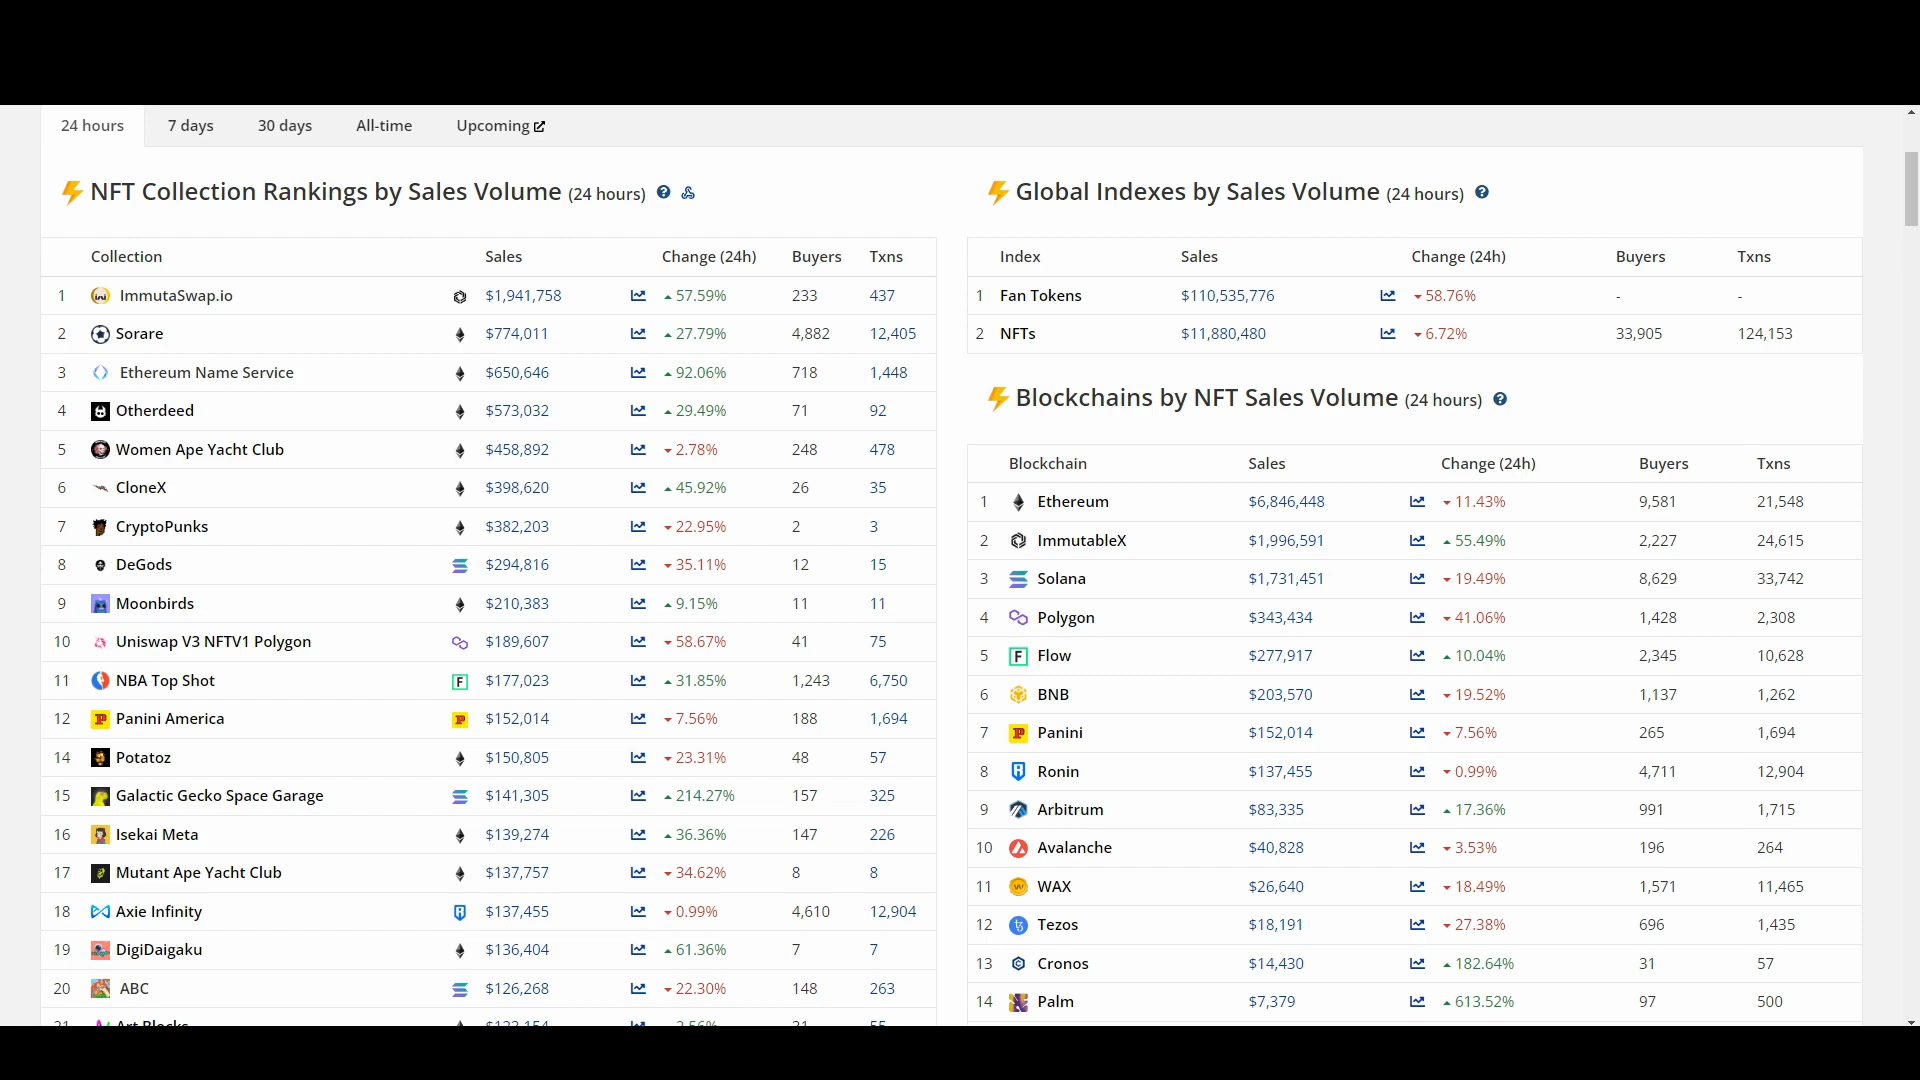 24 hours 7 days 30 days All-time Upcoming
NFT Collection Rankings by Sales Volume (24 hours)
Collection Sales Change (24h) Buyers Txns
1 ImmutaSwap.io $1,941,758 57.59% 233 437
2 Sorare $774,011 27.79% 4,882 12,405
3 Ethereum Name Service $650,646 92.06% 718 1,448
4 Otherdeed $573,032 29.49% 71 92
5 Women Ape Yacht Club $458,892 2.78% 248 478
6 CloneX $398,620 45.92% 26 35
7 CryptoPunks $382,203 22.95% 2 3
8 DeGods $294,816 35.11% 12 15
9 Moonbirds $210,383 9.15% 11 11
10 Uniswap V3 NFTV1 Polygon $189,607 58.67% 41 75
11 NBA Top Shot $177,023 31.85% 1,243 6,750
12 Panini America $152,014 7.56% 188 1,694
14 Potatoz $150,805 23.31% 48 57
15 Galactic Gecko Space Garage $141,305 214.27% 157 325
16 Isekai Meta $139,274 36.36% 147 226
17 Mutant Ape Yacht Club $137,757 34.62% 8 8
18 Axie Infinity $137,455 0.99% 4,610 12,904
19 DigiDaigaku $136,404 61.36% 7 7
20 ABC $126,268 22.30% 148 263
21 Art Blocks $123,154 2.56% 31 55
Global Indexes by Sales Volume (24 hours)
Index Sales Change (24h) Buyers Txns
1 Fan Tokens $110,535,776 58.76% - -
2 NFTs $11,880,480 6.72% 33,905 124,153
Blockchains by NFT Sales Volume (24 hours)
Blockchain Sales Change (24h) Buyers Txns
1 Ethereum $6,846,448 11.43% 9,581 21,548
2 ImmutableX $1,996,591 55.49% 2,227 24,615
3 Solana $1,731,451 19.49% 8,629 33,742
4 Polygon $343,434 41.06% 1,428 2,308
5 Flow $277,917 10.04% 2,345 10,628
6 BNB $203,570 19.52% 1,137 1,262
7 Panini $152,014 7.56% 265 1,694
8 Ronin $137,455 0.99% 4,711 12,904
9 Arbitrum $83,335 17.36% 991 1,715
10 Avalanche $40,828 3.53% 196 264
11 WAX $26,640 18.49% 1,571 11,465
12 Tezos $18,191 27.38% 696 1,435
13 Cronos $14,430 182.64% 31 57
14 Palm $7,379 613.52% 97 500